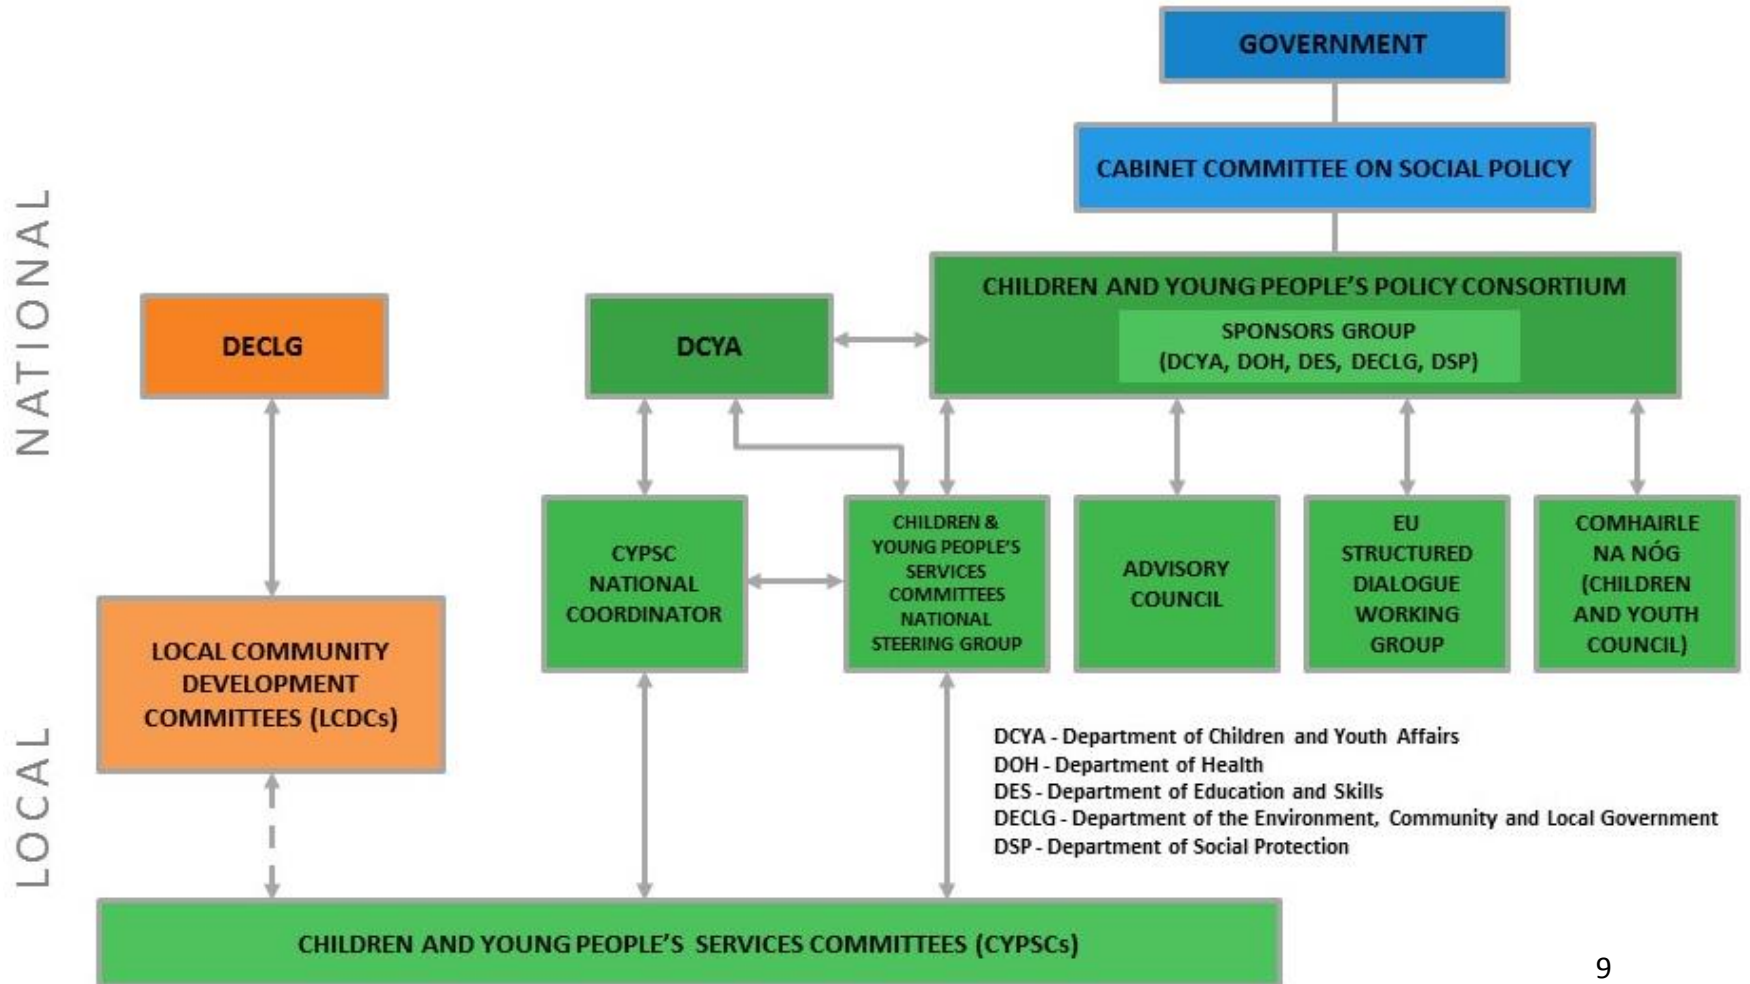 GOVERNMENT
CABINET COMMITTEE ON SOCIAL POLICY
NATIONAL
CHILDREN AND YOUNG PEOPLE’S POLICY CONSORTIUM
SPONSORS GROUP
(DCYA, DOH, DES, DECLG, DSP)
DECLG
DCYA
CYPSC
NATIONAL
COORDINATOR
CHILDREN &
YOUNG PEOPLE’S
SERVICES
COMMITTEES
NATIONAL
STEERING GROUP
ADVISORY
COUNCIL
EU
STRUCTURED
DIALOGUE
WORKING
GROUP
COMHAIRLE
NA NÓG
(CHILDREN
AND YOUTH
COUNCIL)
LOCAL
LOCAL COMMUNITY
DEVELOPMENT
COMMITTEES (LCDCs)
DCYA - Department of Children and Youth Affairs
DOH - Department of Health
DES - Department of Education and Skills
DECLG - Department of the Environment, Community and Local Government
DSP - Department of Social Protection
CHILDREN AND YOUNG PEOPLE’S SERVICES COMMITTEES (CYPSCs)
9